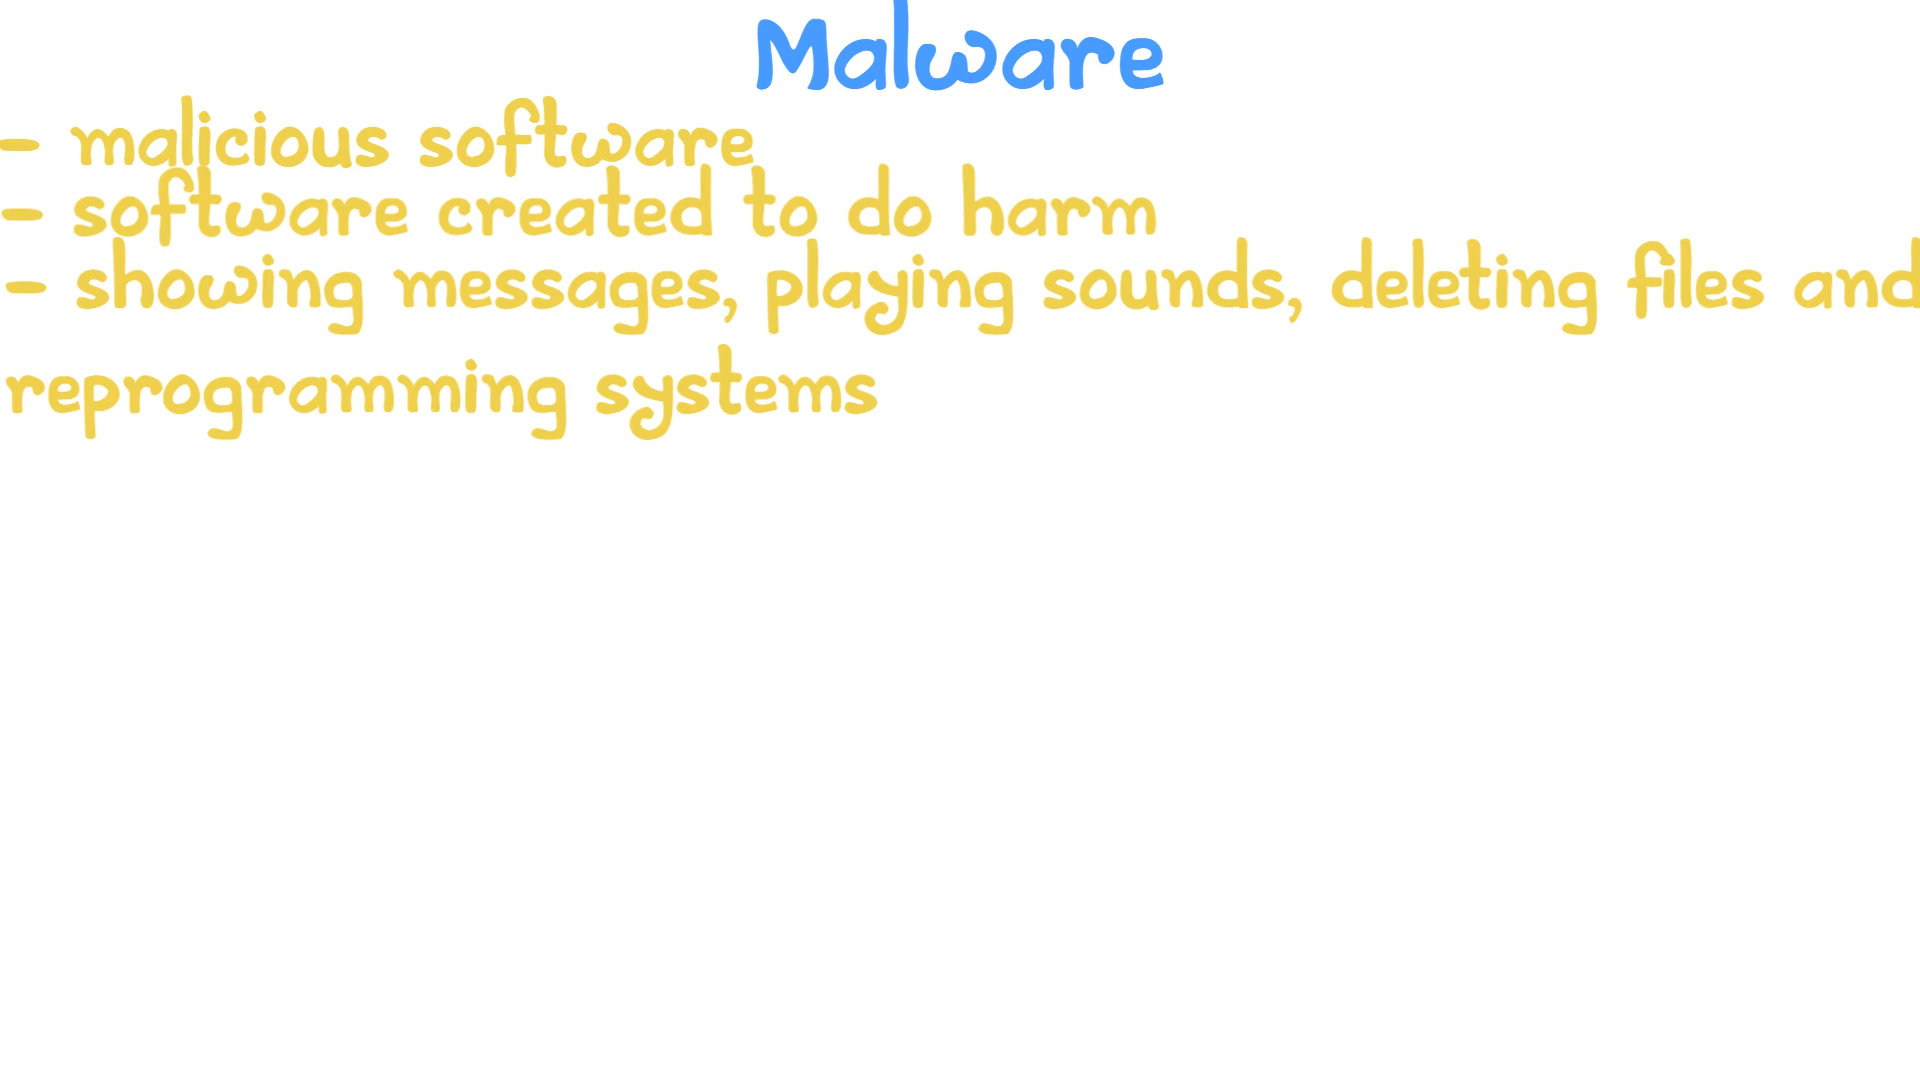 Malware
- malicious software
- software created to do harm
- showing messages, playing sounds, deleting files and
reprogramming systems